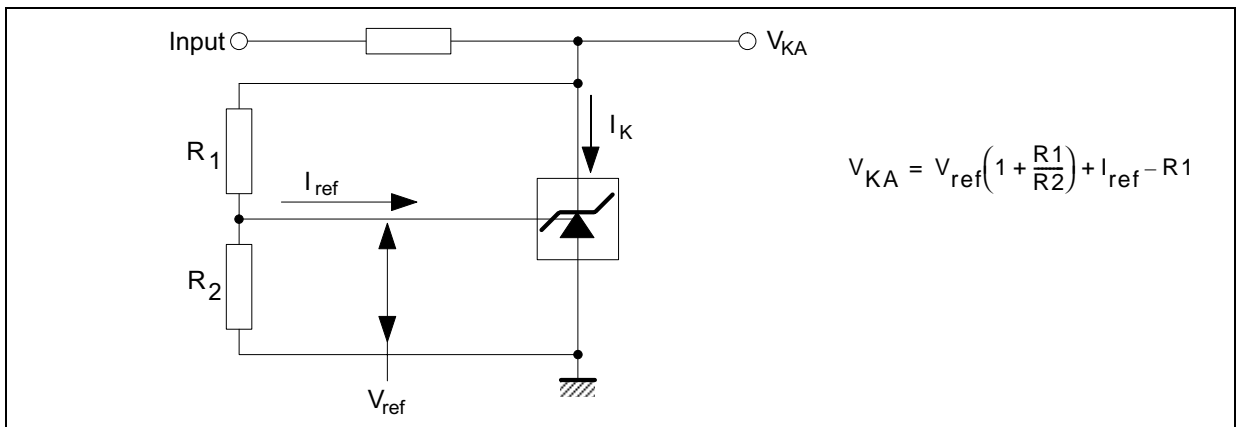 Input
V_KA
I_K
R_1
I_ref
V_KA = V_ref(1 + R1/R2) + I_ref – R1
R_2
V_ref